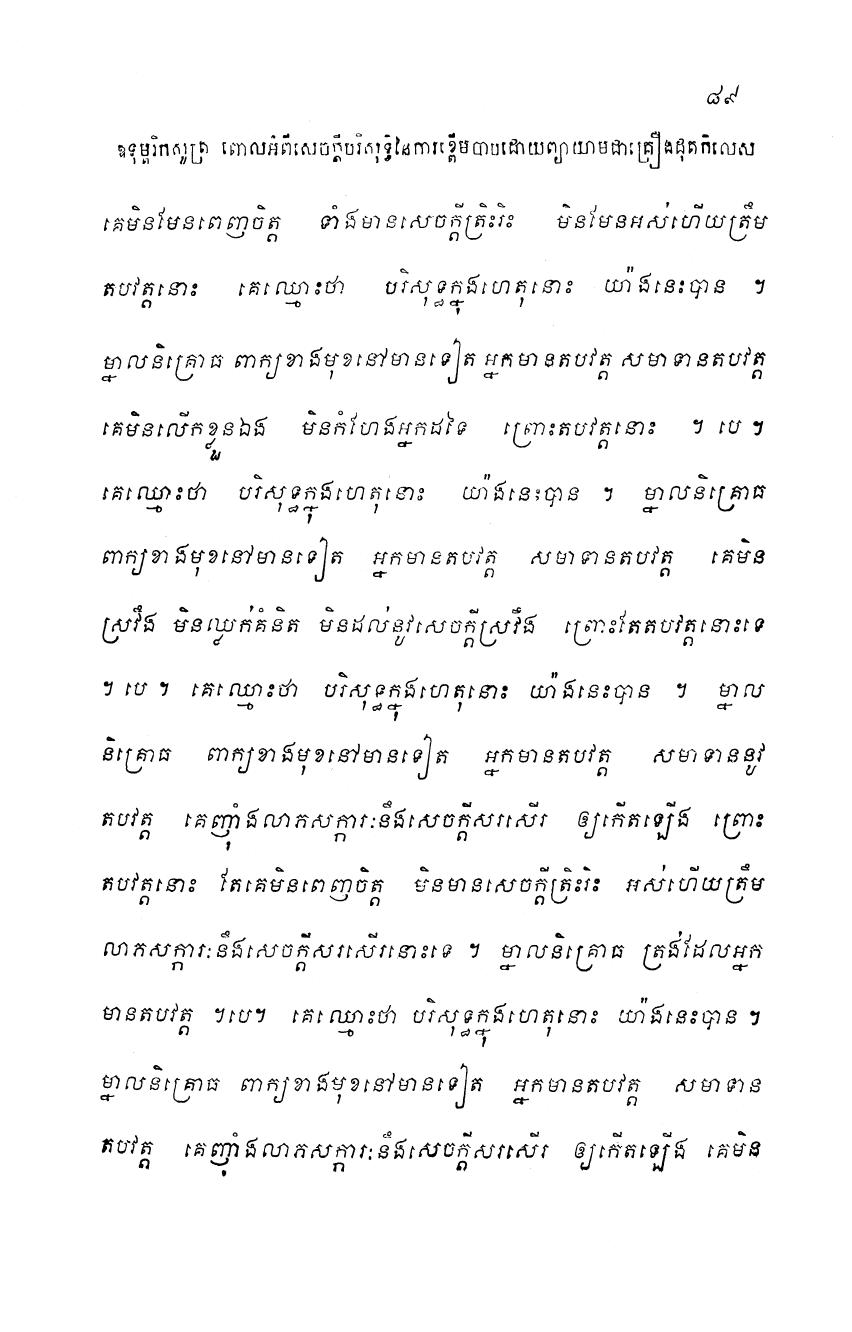 ៨៩
ឧទុម្ពរិកសូត្រ ពោលអំពីសេចក្តីបរិសុទ្ធិនៃការខ្ពើមបាបដោយព្យាយាមជាគ្រឿងដុតកិលេស
គេមិនមែនពេញចិត្ត ទាំងមានសេចក្តីត្រិះរិះ មិនមែនអស់ហើយត្រឹម
តបវត្តនោះ គេឈ្មោះថា បរិសុទ្ធក្នុងហេតុនោះ យ៉ាងនេះបាន ។
ម្នាលនិគ្រោធ ពាក្យខាងមុខនៅមានទៀត អ្នកមានតបវត្ត សមាទានតបវត្ត
គេមិនលើកខ្លួនឯង មិនកំហែងអ្នកដទៃ ព្រោះតបវត្តនោះ ។ បេ ។
គេឈ្មោះថា បរិសុទ្ធក្នុងហេតុនោះ យ៉ាងនេះបាន ។ ម្នាលនិគ្រោធ
ពាក្យខាងមុខនៅមានទៀត អ្នកមានតបវត្ត សមាទានតបវត្ត គេមិន
ស្រវឹង មិនឈ្លក់គំនិត មិនដល់នូវសេចក្តីស្រវឹង ព្រោះតែតបវត្តនោះទេ
។ បេ ។ គេឈ្មោះថា បរិសុទ្ធក្នុងហេតុនោះ យ៉ាងនេះបាន ។ ម្នាល
និគ្រោធ ពាក្យខាងមុខនៅមានទៀត អ្នកមានតបវត្ត សមាទាននូវ
តបវត្ត គេញ៉ាំងលាភសក្ការៈនឹងសេចក្តីសរសើរ ឲ្យកើតឡើង ព្រោះ
តបវត្តនោះ តែគេមិនពេញចិត្ត មិនមានសេចក្តីត្រិះរិះ អស់ហើយត្រឹម
លាភសក្ការៈនឹងសេចក្តីសរសើរនោះទេ ។ ម្នាលនិគ្រោធ ត្រង់ដែលអ្នក
មានតបវត្ត ។បេ។ គេឈ្មោះថា បរិសុទ្ធក្នុងហេតុនោះ យ៉ាងនេះបាន ។
ម្នាលនិគ្រោធ ពាក្យខាងមុខនៅមានទៀត អ្នកមានតបវត្ត សមាទាន
តបវត្ត គេញ៉ាំងលាភសក្ការៈនឹងសេចក្តីសរសើរ ឲ្យកើតឡើង គេមិន